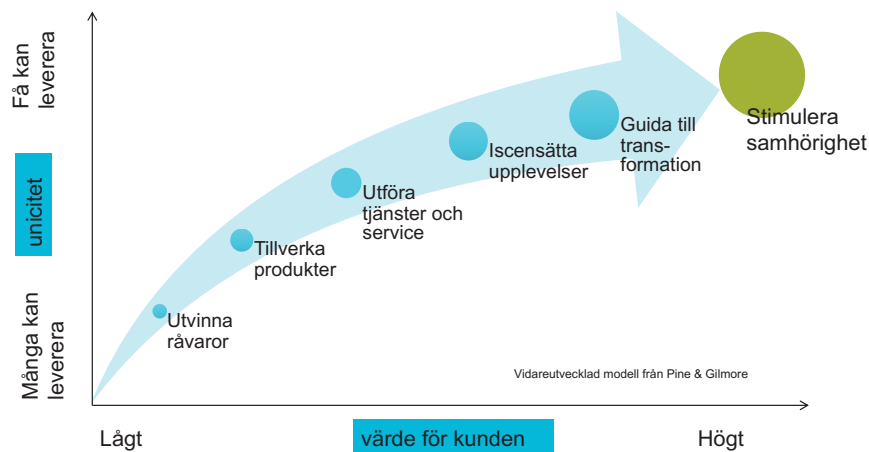 Få kan
leverera
unicitet
Många kan
leverera
Stimulera
samhörighet
Guida till
trans-
formation
Iscensätta
upplevelser
Utföra
tjänster och
service
Tillverka
produkter
Utvinna
råvaror
Vidareutvecklad modell från Pine & Gilmore
Lågt
värde för kunden
Högt